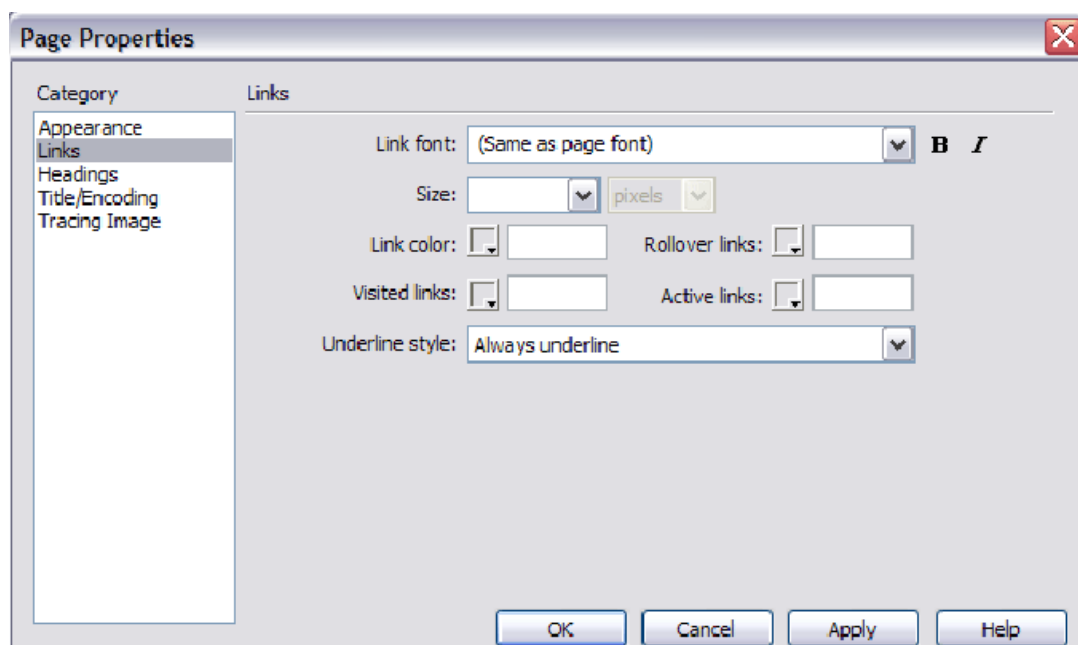 Page Properties
Category
Links
Appearance
Links
Headings
Title/Encoding
Tracing Image
Link font: (Same as page font) B I
Size: pixels
Link color: Rollover links:
Visited links: Active links:
Underline style: Always underline
OK Cancel Apply Help